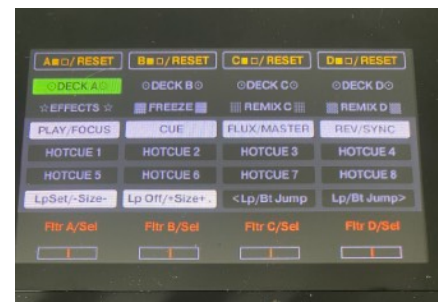 A■□/RESET B■□/RESET C■□/RESET D■□/RESET
⊙DECK A⊙ ⊙DECK B⊙ ⊙DECK C⊙ ⊙DECK D⊙
☆EFFECTS☆ ▦FREEZE▦ ▦REMIX C▦ ▦REMIX D▦
PLAY/FOCUS CUE FLUX/MASTER REV/SYNC
HOTCUE 1 HOTCUE 2 HOTCUE 3 HOTCUE 4
HOTCUE 5 HOTCUE 6 HOTCUE 7 HOTCUE 8
LpSet/-Size- Lp Off/+Size+. <Lp/Bt Jump Lp/Bt Jump>
Fltr A/Sel Fltr B/Sel Fltr C/Sel Fltr D/Sel